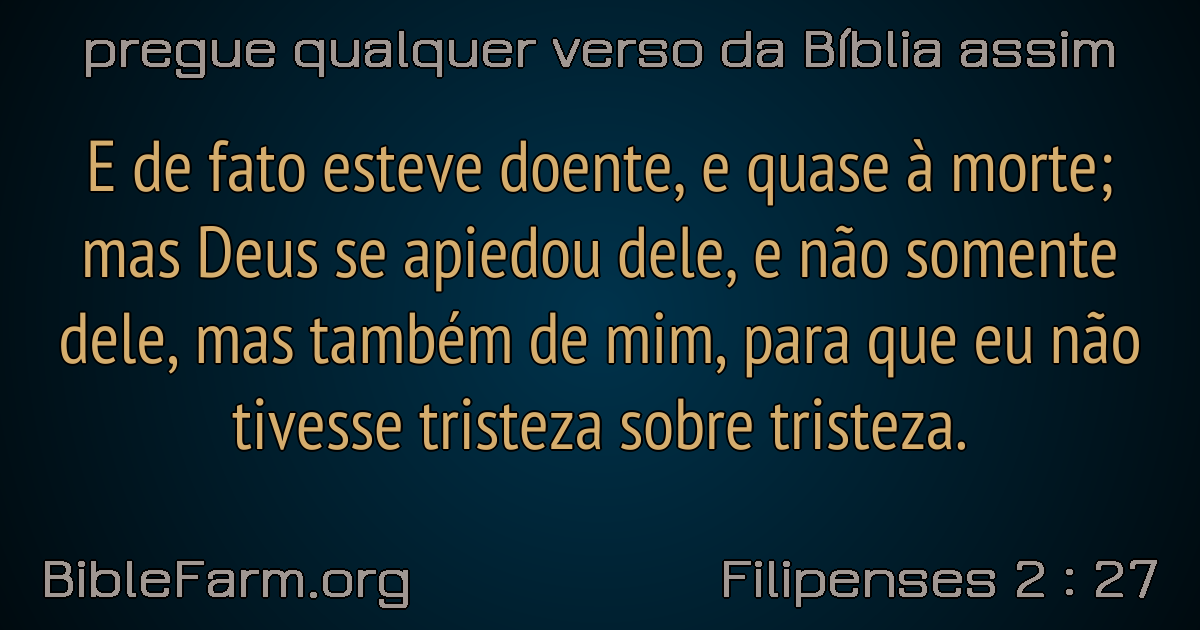 pregue qualquer verso da Bíblia assim
E de fato esteve doente, e quase à morte;
mas Deus se apiedou dele, e não somente
dele, mas também de mim, para que eu não
tivesse tristeza sobre tristeza.
BibleFarm.org
Filipenses 2 : 27